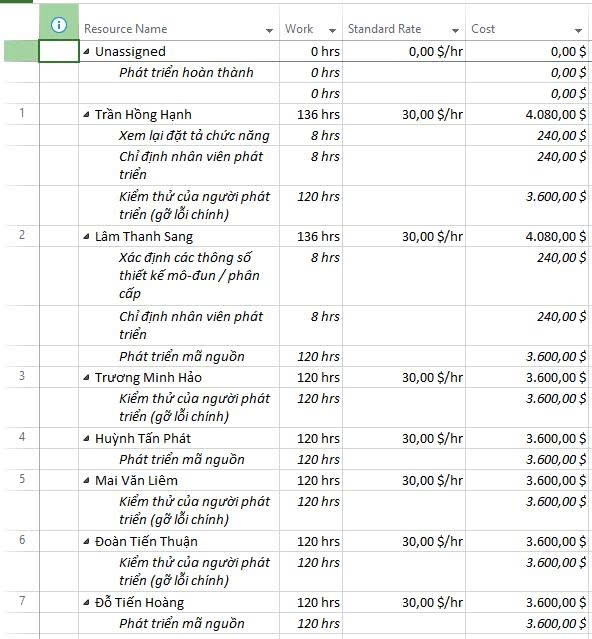 Resource Name Work Standard Rate Cost
Unassigned 0 hrs 0,00 $/hr 0,00 $
Phát triển hoàn thành 0 hrs 0,00 $
0 hrs 0,00 $
1 Trần Hồng Hạnh 136 hrs 30,00 $/hr 4.080,00 $
Xem lại đặt tả chức năng 8 hrs 240,00 $
Chỉ định nhân viên phát 8 hrs 240,00 $
triển
Kiểm thử của người phát 120 hrs 3.600,00 $
triển (gỡ lỗi chính)
2 Lâm Thanh Sang 136 hrs 30,00 $/hr 4.080,00 $
Xác định các thông số 8 hrs 240,00 $
thiết kế mô-đun / phân
cấp
Chỉ định nhân viên phát 8 hrs 240,00 $
triển
Phát triển mã nguồn 120 hrs 3.600,00 $
3 Trương Minh Hảo 120 hrs 30,00 $/hr 3.600,00 $
Kiểm thử của người phát 120 hrs 3.600,00 $
triển (gỡ lỗi chính)
4 Huỳnh Tấn Phát 120 hrs 30,00 $/hr 3.600,00 $
Phát triển mã nguồn 120 hrs 3.600,00 $
5 Mai Văn Liêm 120 hrs 30,00 $/hr 3.600,00 $
Kiểm thử của người phát 120 hrs 3.600,00 $
triển (gỡ lỗi chính)
6 Đoàn Tiến Thuận 120 hrs 30,00 $/hr 3.600,00 $
Kiểm thử của người phát 120 hrs 3.600,00 $
triển (gỡ lỗi chính)
7 Đỗ Tiến Hoàng 120 hrs 30,00 $/hr 3.600,00 $
Phát triển mã nguồn 120 hrs 3.600,00 $